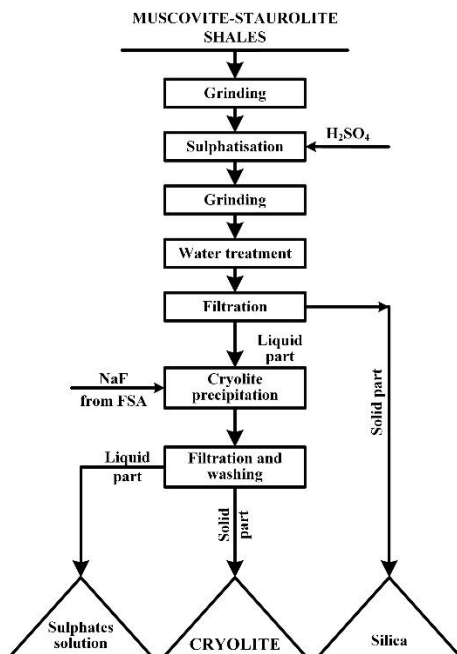 MUSCOVITE-STAUROLITE
SHALES
Grinding
Sulphatisation
H₂SO₄
Grinding
Water treatment
Filtration
Liquid
part
Solid part
NaF
from FSA
Cryolite
precipitation
Liquid
part
Filtration and
washing
Solid
part
Sulphates
solution
CRYOLITE
Silica